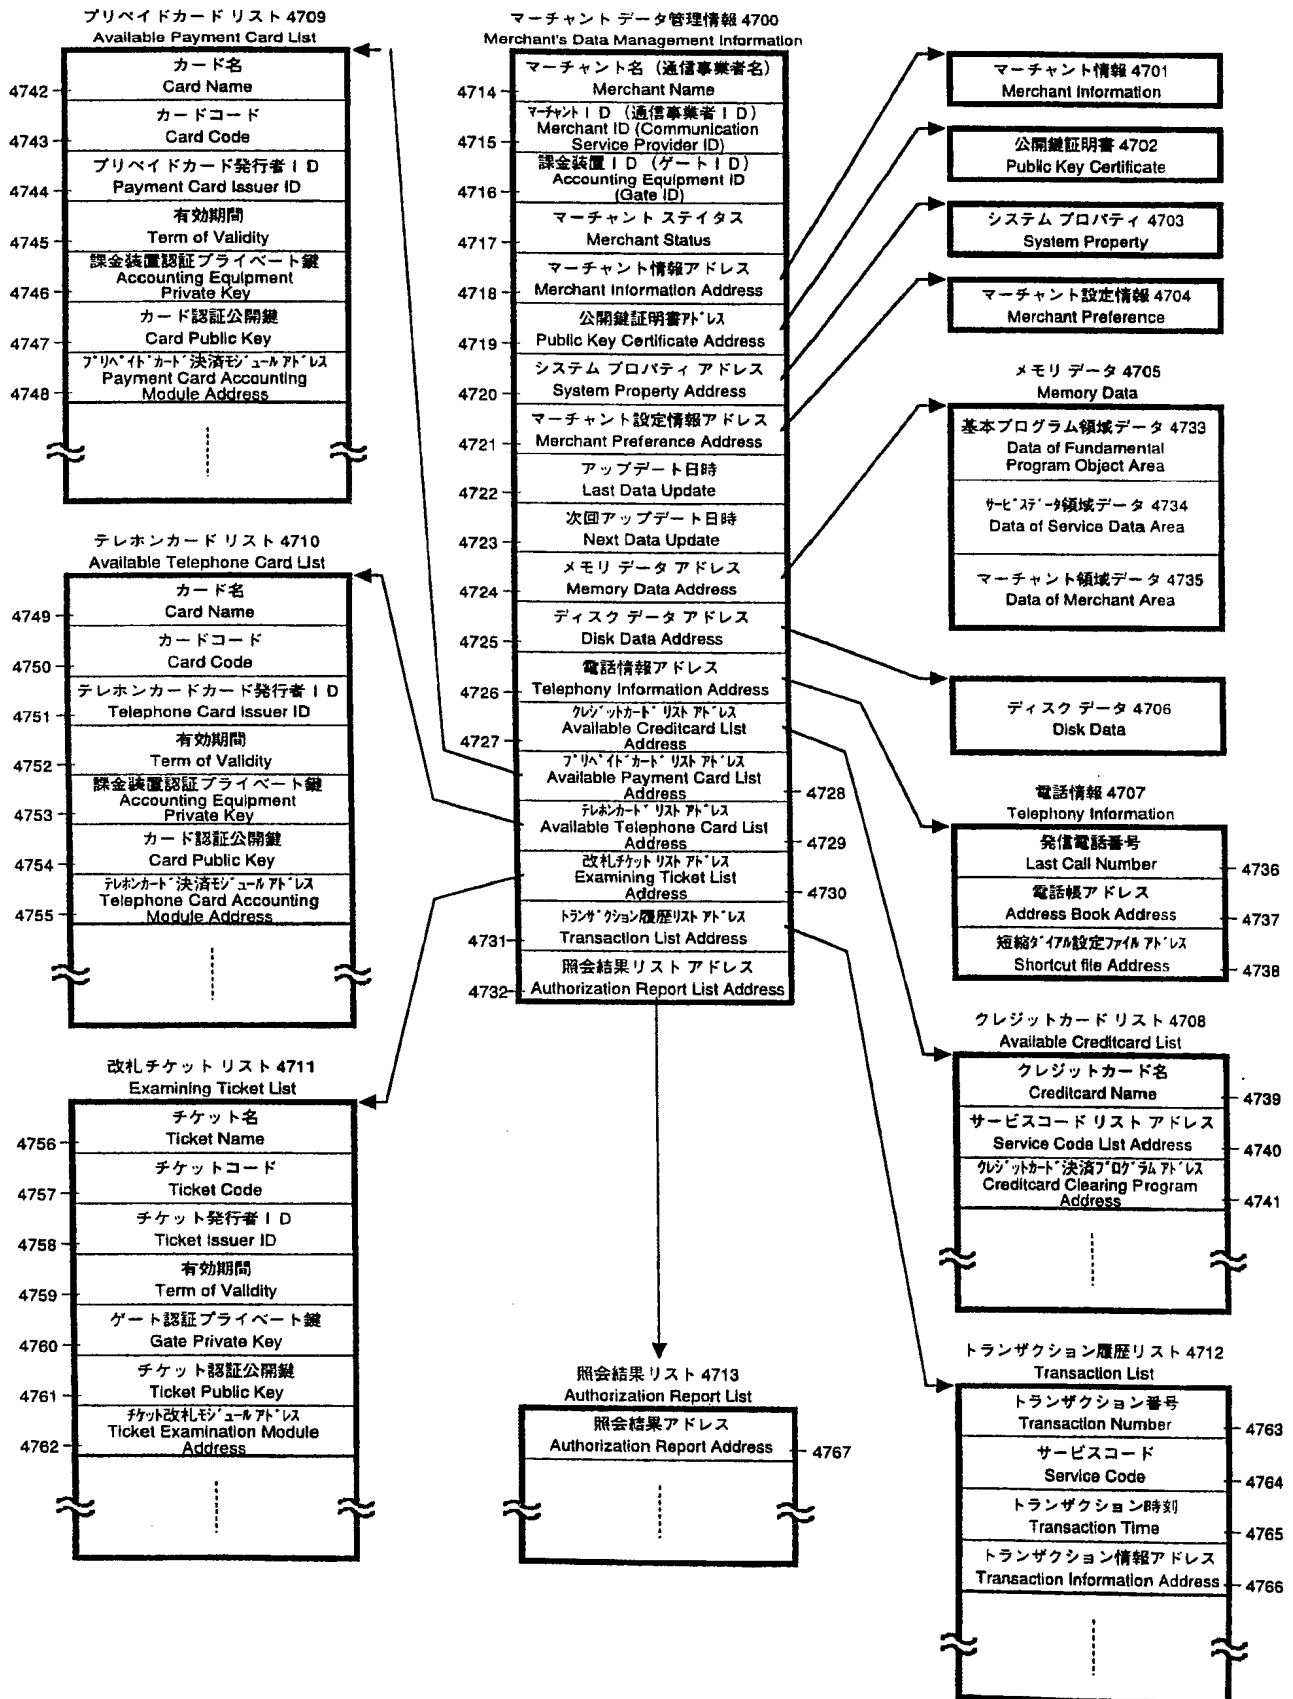 プリペイドカード リスト 4709
Available Payment Card List
カード名
Card Name
4742
カードコード
Card Code
4743
プリペイドカード発行者ID
Payment Card Issuer ID
4744
有効期間
Term of Validity
4745
課金装置認証プライベート鍵
Accounting Equipment
Private Key
4746
カード認証公開鍵
Card Public Key
4747
プリペイドカード決済モジュールアドレス
Payment Card Accounting
Module Address
4748
テレホンカード リスト 4710
Available Telephone Card List
カード名
Card Name
4749
カードコード
Card Code
4750
テレホンカードカード発行者ID
Telephone Card Issuer ID
4751
有効期間
Term of Validity
4752
課金装置認証プライベート鍵
Accounting Equipment
Private Key
4753
カード認証公開鍵
Card Public Key
4754
テレホンカード決済モジュールアドレス
Telephone Card Accounting
Module Address
4755
改札チケット リスト 4711
Examining Ticket List
チケット名
Ticket Name
4756
チケットコード
Ticket Code
4757
チケット発行者ID
Ticket Issuer ID
4758
有効期間
Term of Validity
4759
ゲート認証プライベート鍵
Gate Private Key
4760
チケット認証公開鍵
Ticket Public Key
4761
チケット改札モジュールアドレス
Ticket Examination Module
Address
4762
マーチャント データ管理情報 4700
Merchant's Data Management Information
マーチャント名 (通信事業者名)
Merchant Name
4714
マーチャントID (通信事業者ID)
Merchant ID (Communication
Service Provider ID)
4715
課金装置ID (ゲートID)
Accounting Equipment ID
(Gate ID)
4716
マーチャント ステイタス
Merchant Status
4717
マーチャント情報アドレス
Merchant Information Address
4718
公開鍵証明書アドレス
Public Key Certificate Address
4719
システム プロパティ アドレス
System Property Address
4720
マーチャント設定情報アドレス
Merchant Preference Address
4721
アップデート日時
Last Data Update
4722
次回アップデート日時
Next Data Update
4723
メモリ データ アドレス
Memory Data Address
4724
ディスク データ アドレス
Disk Data Address
4725
電話情報アドレス
Telephony Information Address
4726
クレジットカード リスト アドレス
Available Creditcard List
Address
4727
プリペイドカード リスト アドレス
Available Payment Card List
Address
4728
テレホンカード リスト アドレス
Available Telephone Card List
Address
4729
改札チケット リスト アドレス
Examining Ticket List
Address
4730
トランザクション履歴リスト アドレス
Transaction List Address
4731
照会結果リスト アドレス
Authorization Report List Address
4732
照会結果リスト 4713
Authorization Report List
照会結果アドレス
Authorization Report Address
4767
マーチャント情報 4701
Merchant Information
公開鍵証明書 4702
Public Key Certificate
システム プロパティ 4703
System Property
マーチャント設定情報 4704
Merchant Preference
メモリ データ 4705
Memory Data
基本プログラム領域データ 4733
Data of Fundamental
Program Object Area
サービスデータ領域データ 4734
Data of Service Data Area
マーチャント領域データ 4735
Data of Merchant Area
ディスク データ 4706
Disk Data
電話情報 4707
Telephony Information
発信電話番号
Last Call Number
4736
電話帳アドレス
Address Book Address
4737
短縮ダイアル設定ファイル アドレス
Shortcut file Address
4738
クレジットカード リスト 4708
Available Creditcard List
クレジットカード名
Creditcard Name
4739
サービスコード リスト アドレス
Service Code List Address
4740
クレジットカード決済プログラム アドレス
Creditcard Clearing Program
Address
4741
トランザクション履歴リスト 4712
Transaction List
トランザクション番号
Transaction Number
4763
サービスコード
Service Code
4764
トランザクション時刻
Transaction Time
4765
トランザクション情報アドレス
Transaction Information Address
4766